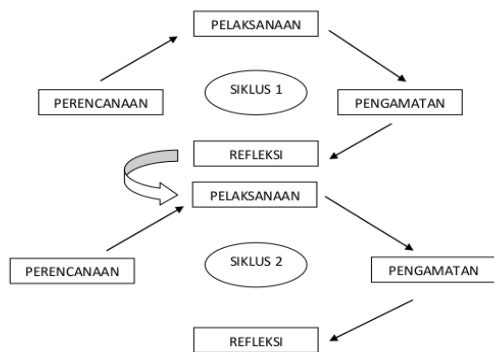 PELAKSANAAN
SIKLUS 1
PERENCANAAN
PENGAMATAN
REFLEKSI
PELAKSANAAN
SIKLUS 2
PERENCANAAN
PENGAMATAN
REFLEKSI